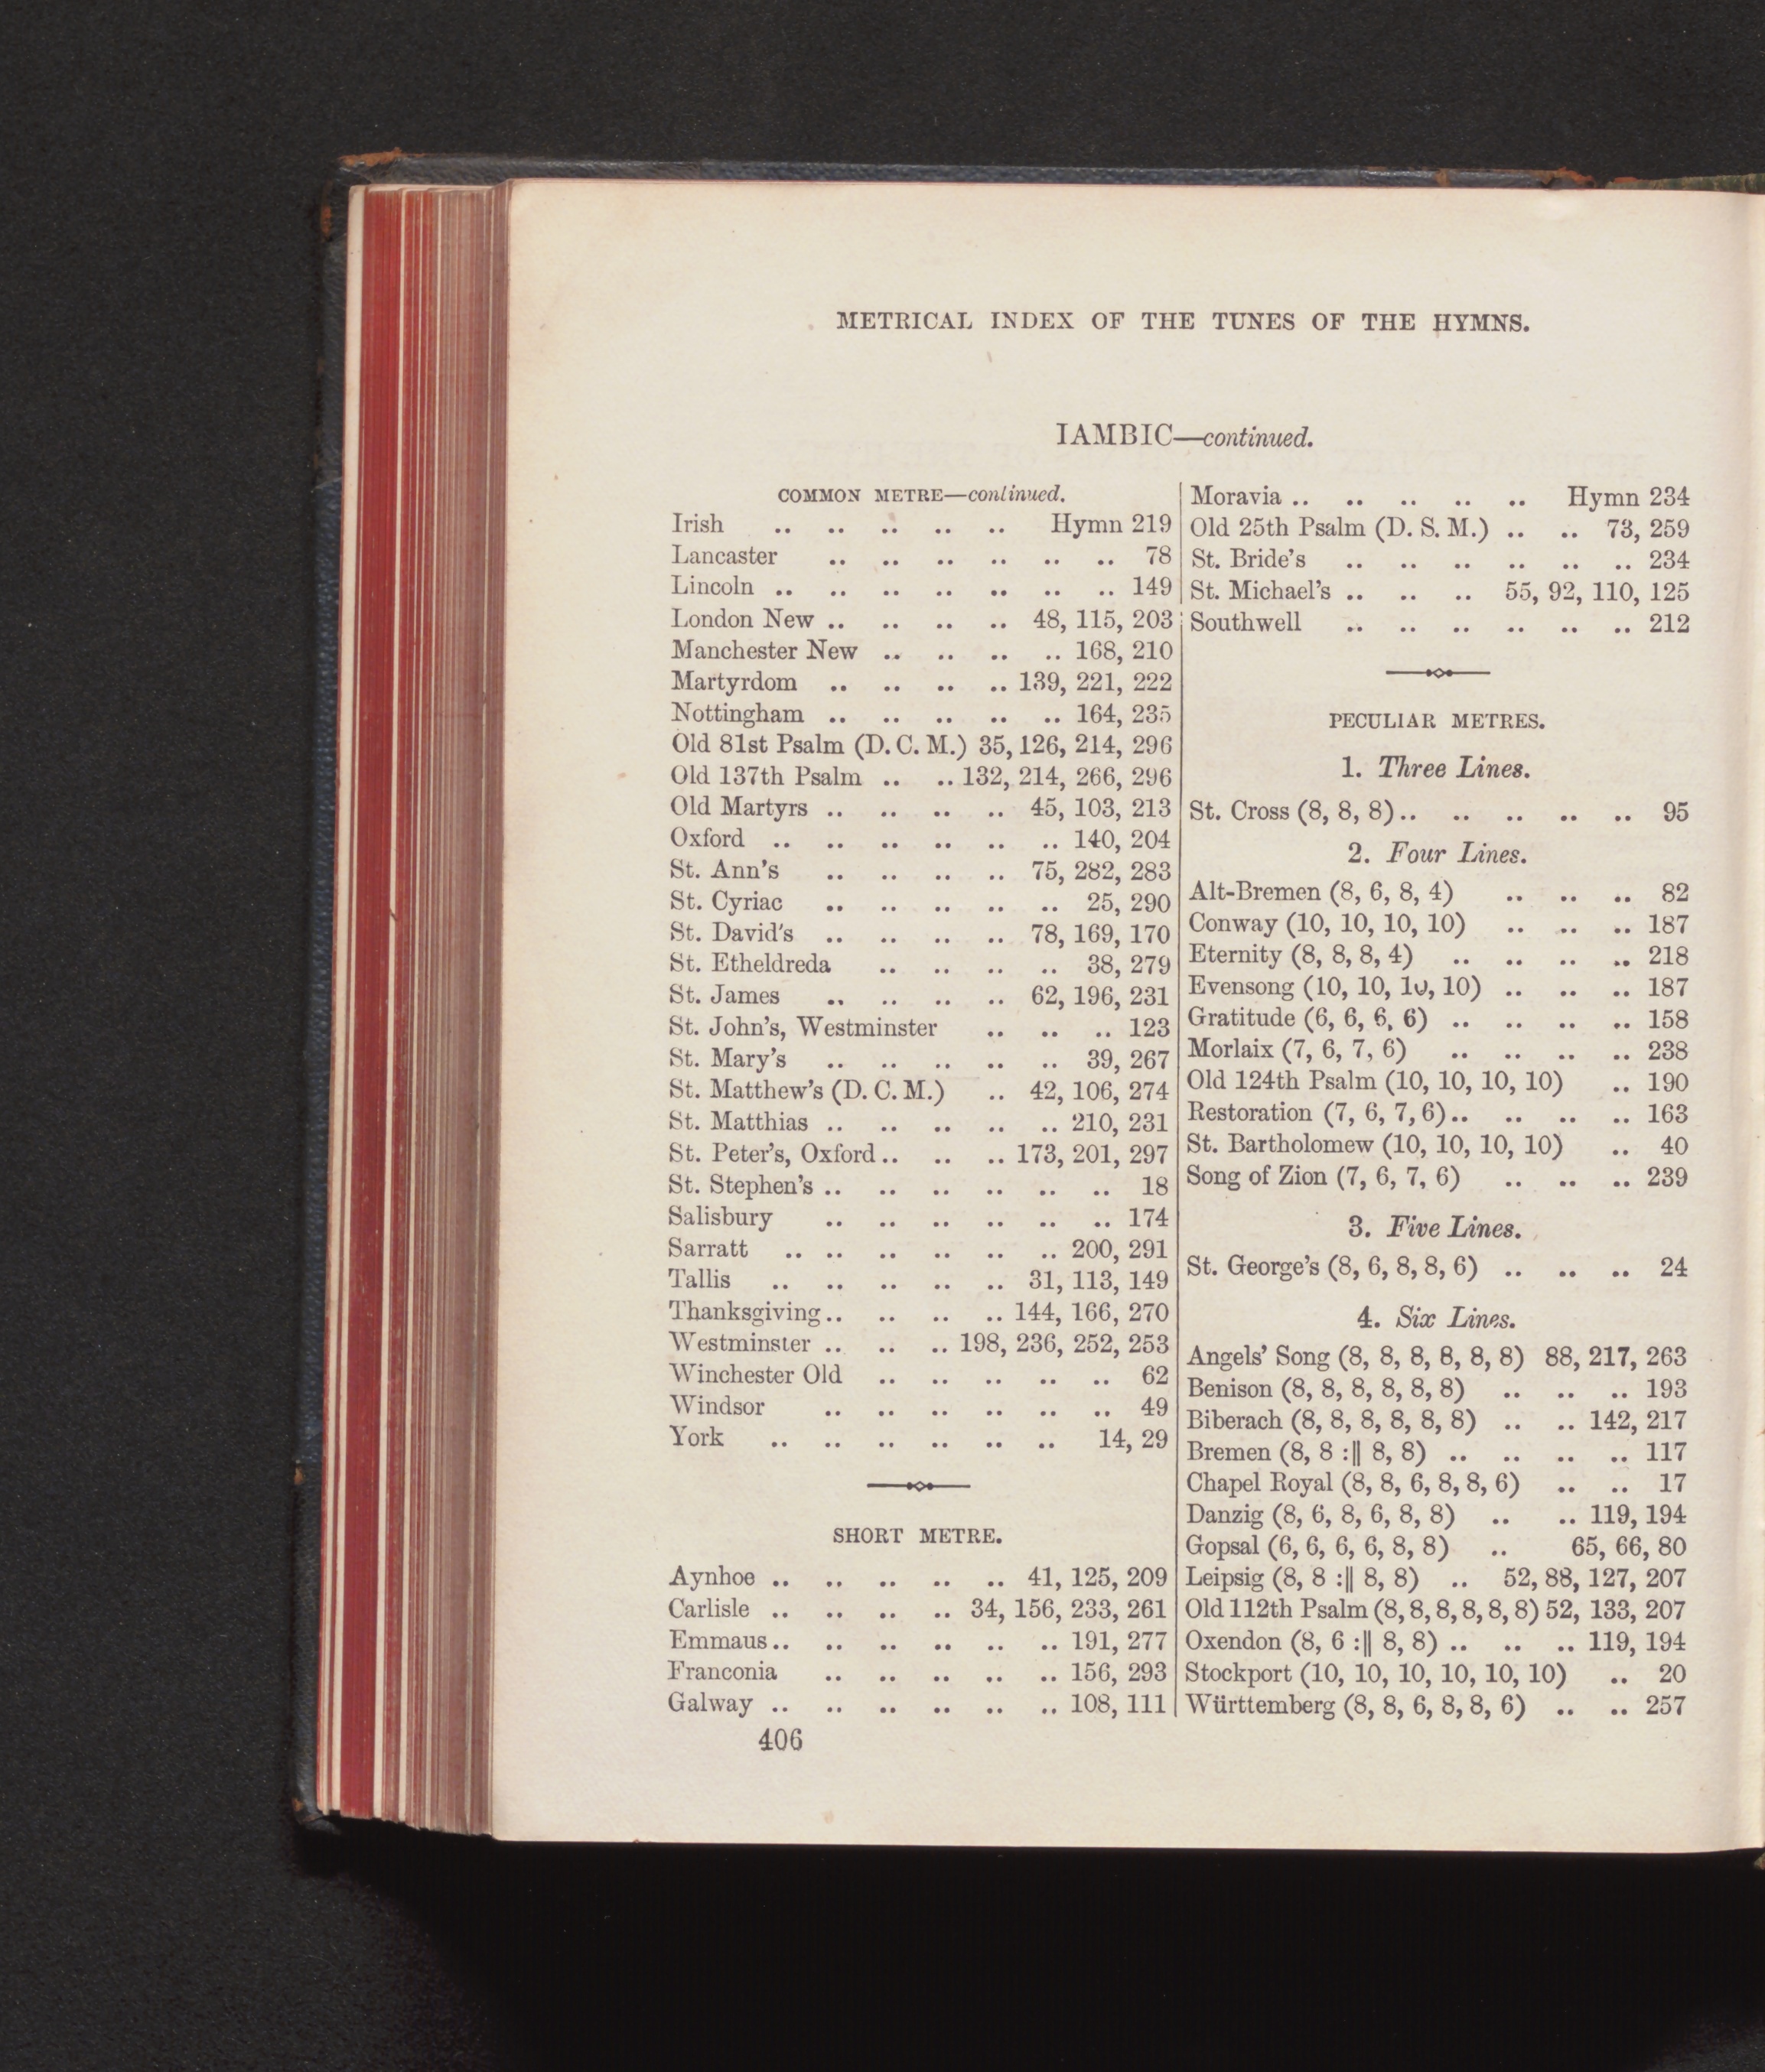 METRICAL INDEX OF THE TUNES OF THE HYMNS.
IAMBIC—continued.
COMMON METRE—continued.
Irish .. .. .. .. .. Hymn 219
Lancaster .. .. .. .. .. .. 78
Lincoln .. .. .. .. .. .. .. 149
London New .. .. .. .. 48, 115, 203
Manchester New .. .. .. .. 168, 210
Martyrdom .. .. .. .. 139, 221, 222
Nottingham .. .. .. .. .. 164, 235
Old 81st Psalm (D. C. M.) 35, 126, 214, 296
Old 137th Psalm .. .. 132, 214, 266, 296
Old Martyrs .. .. .. .. 45, 103, 213
Oxford .. .. .. .. .. .. 140, 204
St. Ann's .. .. .. .. 75, 282, 283
St. Cyriac .. .. .. .. .. 25, 290
St. David's .. .. .. .. 78, 169, 170
St. Etheldreda .. .. .. .. 38, 279
St. James .. .. .. .. 62, 196, 231
St. John's, Westminster .. .. .. 123
St. Mary's .. .. .. .. .. 39, 267
St. Matthew's (D. C. M.) .. 42, 106, 274
St. Matthias .. .. .. .. .. 210, 231
St. Peter's, Oxford .. .. .. 173, 201, 297
St. Stephen's .. .. .. .. .. .. 18
Salisbury .. .. .. .. .. .. 174
Sarratt .. .. .. .. .. .. 200, 291
Tallis .. .. .. .. .. 31, 113, 149
Thanksgiving .. .. .. .. 144, 166, 270
Westminster .. .. .. 198, 236, 252, 253
Winchester Old .. .. .. .. .. 62
Windsor .. .. .. .. .. .. 49
York .. .. .. .. .. .. 14, 29
SHORT METRE.
Aynhoe .. .. .. .. .. 41, 125, 209
Carlisle .. .. .. .. 34, 156, 233, 261
Emmaus .. .. .. .. .. .. 191, 277
Franconia .. .. .. .. .. 156, 293
Galway .. .. .. .. .. .. 108, 111
406
Moravia .. .. .. .. .. Hymn 234
Old 25th Psalm (D. S. M.) .. .. 73, 259
St. Bride's .. .. .. .. .. .. 234
St. Michael's .. .. .. 55, 92, 110, 125
Southwell .. .. .. .. .. .. 212
PECULIAR METRES.
1. Three Lines.
St. Cross (8, 8, 8) .. .. .. .. .. 95
2. Four Lines.
Alt-Bremen (8, 6, 8, 4) .. .. .. 82
Conway (10, 10, 10, 10) .. .. .. 187
Eternity (8, 8, 8, 4) .. .. .. .. 218
Evensong (10, 10, 10, 10) .. .. .. 187
Gratitude (6, 6, 6, 6) .. .. .. .. 158
Morlaix (7, 6, 7, 6) .. .. .. .. 238
Old 124th Psalm (10, 10, 10, 10) .. 190
Restoration (7, 6, 7, 6) .. .. .. .. 163
St. Bartholomew (10, 10, 10, 10) .. 40
Song of Zion (7, 6, 7, 6) .. .. .. 239
3. Five Lines.
St. George's (8, 6, 8, 8, 6) .. .. .. 24
4. Six Lines.
Angels' Song (8, 8, 8, 8, 8, 8) 88, 217, 263
Benison (8, 8, 8, 8, 8, 8) .. .. .. 193
Biberach (8, 8, 8, 8, 8, 8) .. .. 142, 217
Bremen (8, 8 :‖ 8, 8) .. .. .. .. 117
Chapel Royal (8, 8, 6, 8, 8, 6) .. .. 17
Danzig (8, 6, 8, 6, 8, 8) .. .. 119, 194
Gopsal (6, 6, 6, 6, 8, 8) .. 65, 66, 80
Leipsig (8, 8 :‖ 8, 8) .. 52, 88, 127, 207
Old 112th Psalm (8, 8, 8, 8, 8, 8) 52, 133, 207
Oxendon (8, 6 :‖ 8, 8) .. .. .. 119, 194
Stockport (10, 10, 10, 10, 10, 10) .. 20
Württemberg (8, 8, 6, 8, 8, 6) .. .. 257